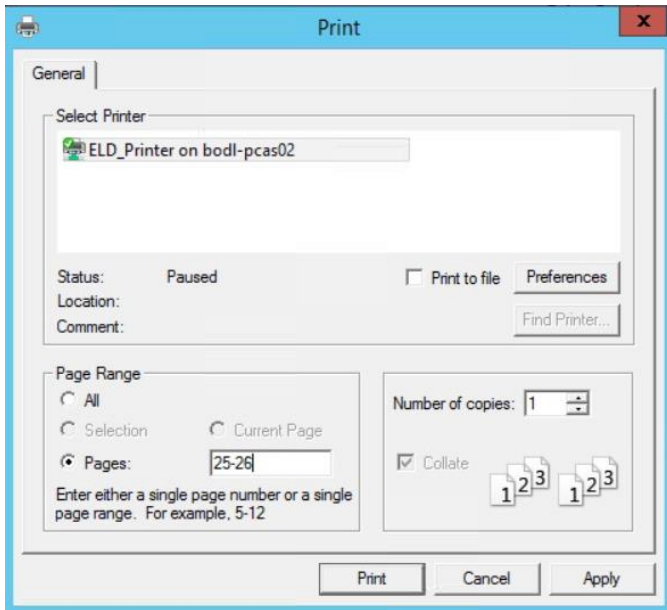 Print
x
General
Select Printer
ELD_Printer on bodl-pcas02
Status: Paused
Print to file
Preferences
Location:
Comment:
Find Printer...
Page Range
All
Selection
Current Page
Pages: 25-26
Enter either a single page number or a single
page range. For example, 5-12
Number of copies: 1
Collate
1 2 3 1 2 3
Print
Cancel
Apply